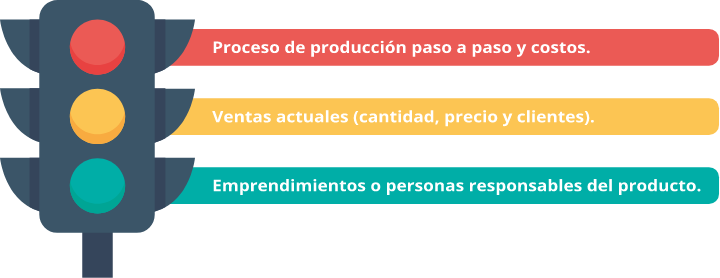 Proceso de producción paso a paso y costos.
Ventas actuales (cantidad, precio y clientes).
Emprendimientos o personas responsables del producto.